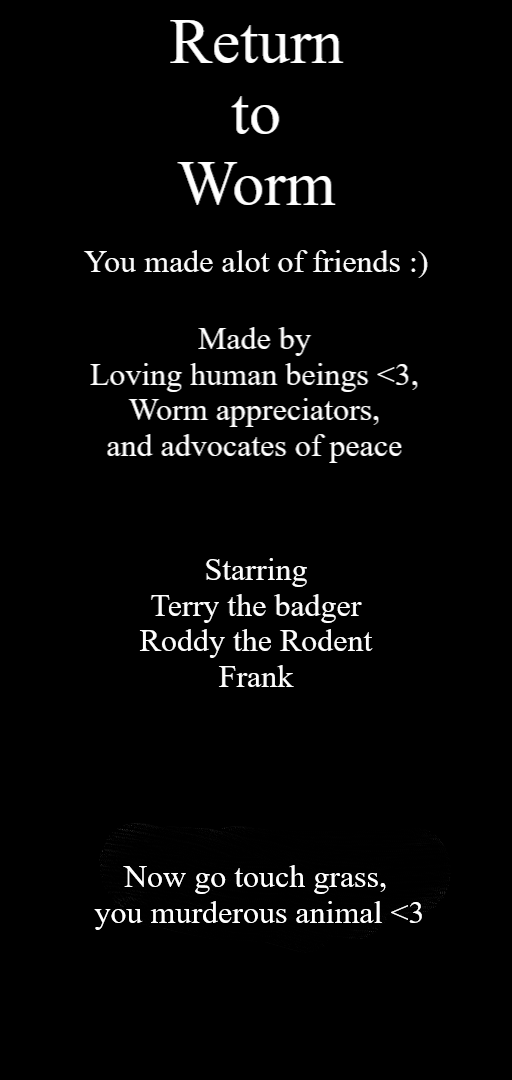 Return
to
Worm
You made alot of friends :)
Made by
Loving human beings <3,
Worm appreciators,
and advocates of peace
Starring
Terry the badger
Roddy the Rodent
Frank
Now go touch grass,
you murderous animal <3